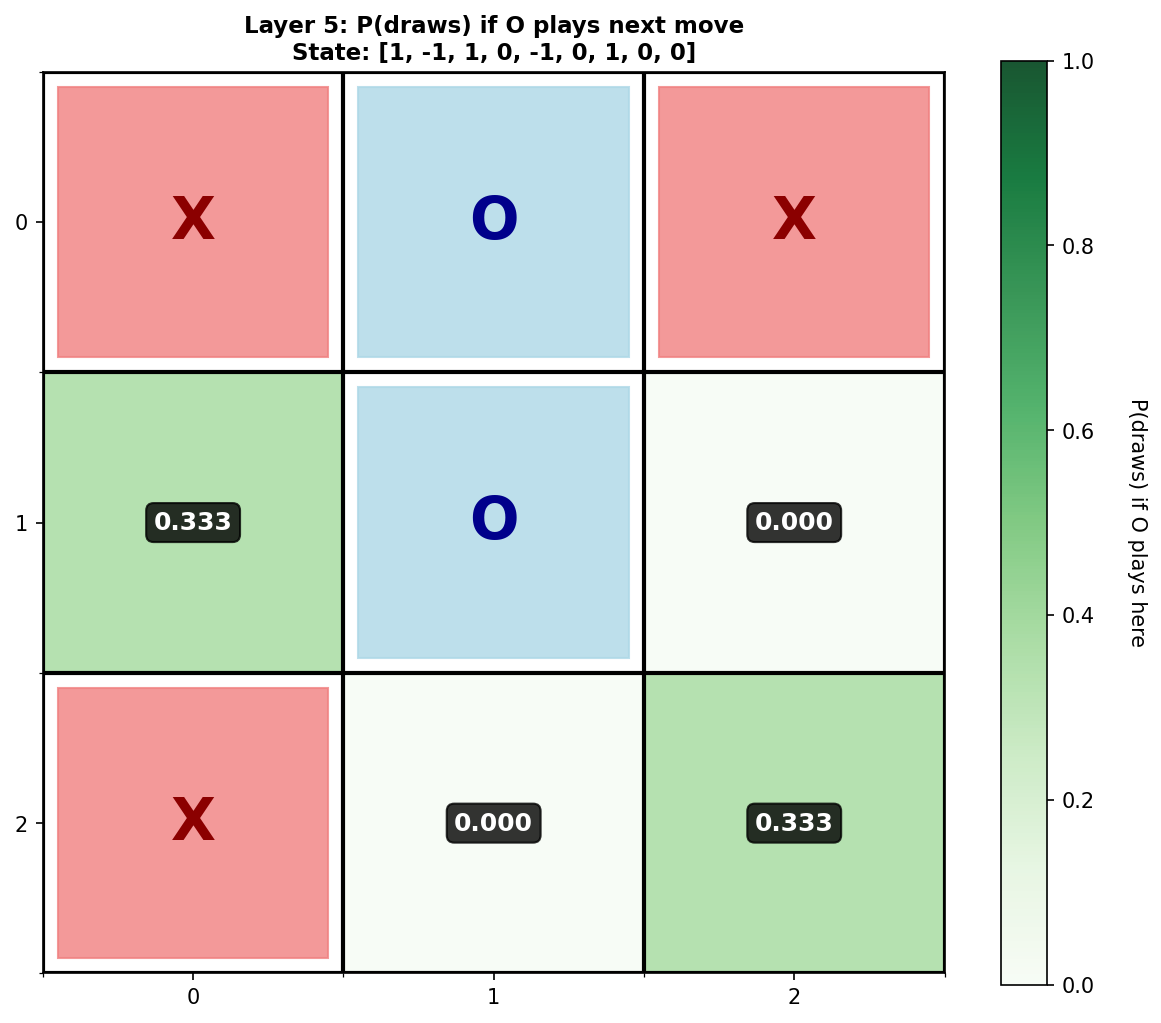 Layer 5: P(draws) if O plays next move
State: [1, -1, 1, 0, -1, 0, 1, 0, 0]
X
O
X
0.333
O
0.000
X
0.000
0.333
0
1
2
0
1
2
1.0
0.8
0.6
0.4
0.2
0.0
P(draws) if O plays here